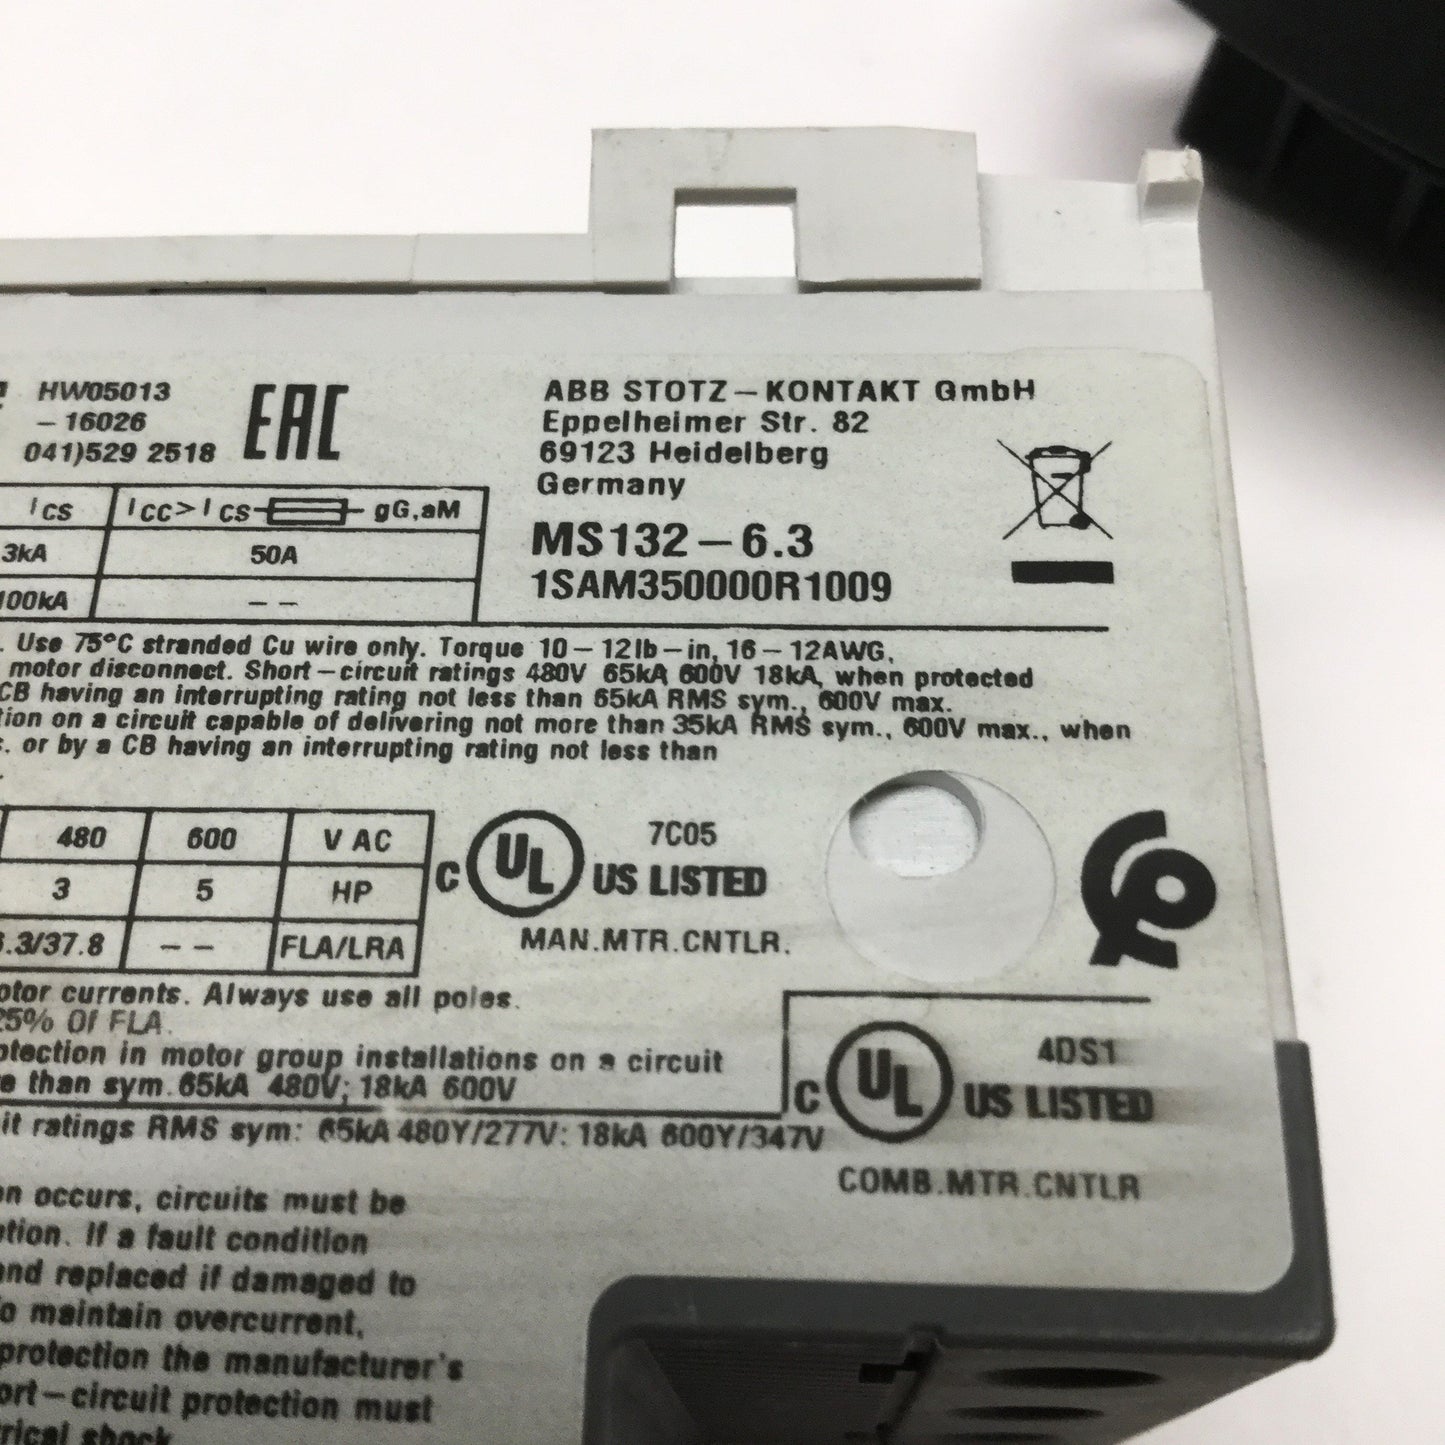 HW05013
-16026
041)529 2518
EAC
ABB STOTZ-KONTAKT GmbH
Eppelheimer Str. 82
69123 Heidelberg
Germany
MS132-6.3
1SAM350000R1009
Ics Icc>Ics gG,aM
3kA 50A
100kA --
. Use 75°C stranded Cu wire only. Torque 10-12lb-in, 16-12AWG,
motor disconnect. Short-circuit ratings 480V 65kA 600V 18kA, when protected
CB having an interrupting rating not less than 65kA RMS sym., 600V max.
tion on a circuit capable of delivering not more than 35kA RMS sym., 600V max., when
. or by a CB having an interrupting rating not less than
480 600 V AC
3 5 HP
6.3/37.8 -- FLA/LRA
C UL US LISTED
7C05
MAN.MTR.CNTLR.
otor currents. Always use all poles.
25% Of FLA.
otection in motor group installations on a circuit
e than sym. 65kA 480V; 18kA 600V
it ratings RMS sym: 65kA 480Y/277V: 18kA 600Y/347V
C UL US LISTED
4DS1
COMB.MTR.CNTLR
on occurs, circuits must be
ption. If a fault condition
and replaced if damaged to
To maintain overcurrent,
protection the manufacturer's
ort-circuit protection must
trical shock